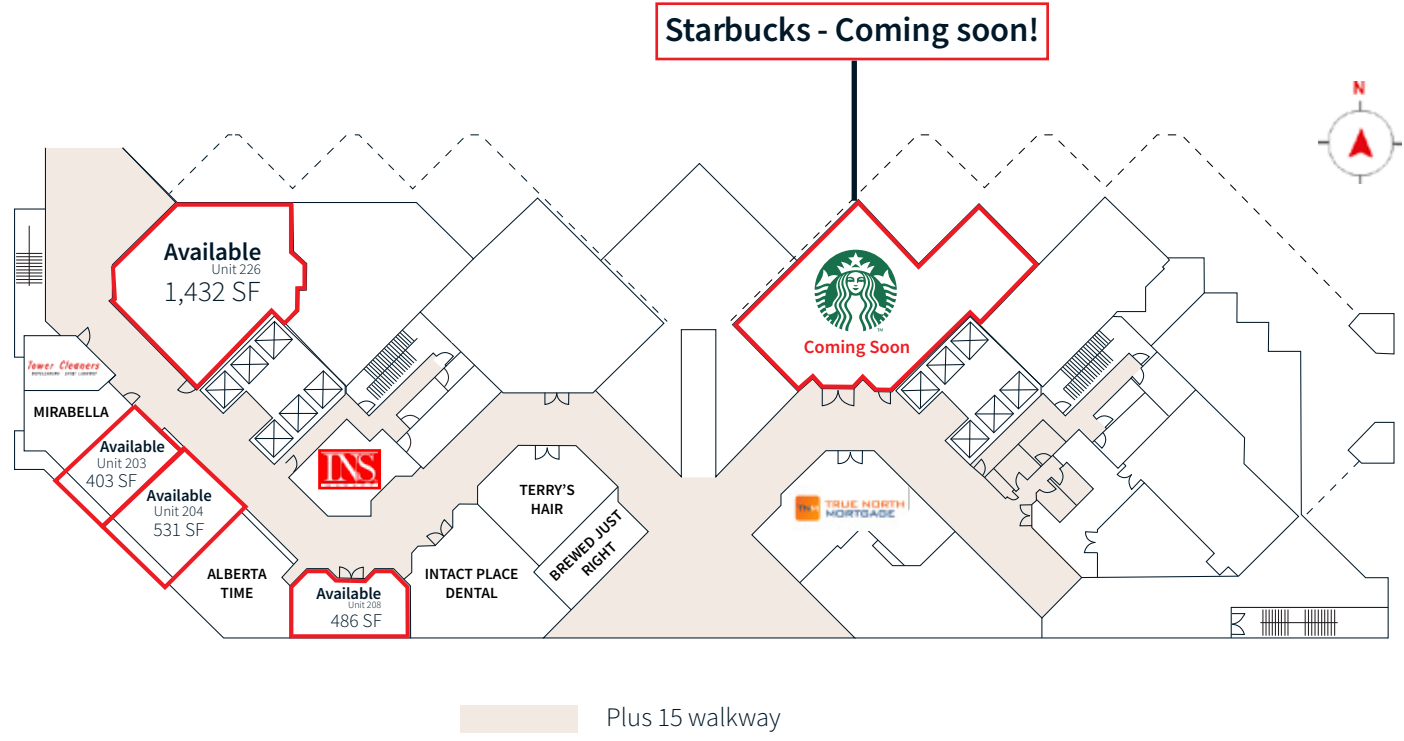 Starbucks - Coming soon!
N
Available
Unit 226
1,432 SF
Coming Soon
Tower Cleaners
MIRABELLA
Available
Unit 203
403 SF
Available
Unit 204
531 SF
INS
TERRY'S
HAIR
TRUE NORTH
MORTGAGE
BREWED JUST
RIGHT
ALBERTA
TIME
Available
Unit 208
486 SF
INTACT PLACE
DENTAL
Plus 15 walkway